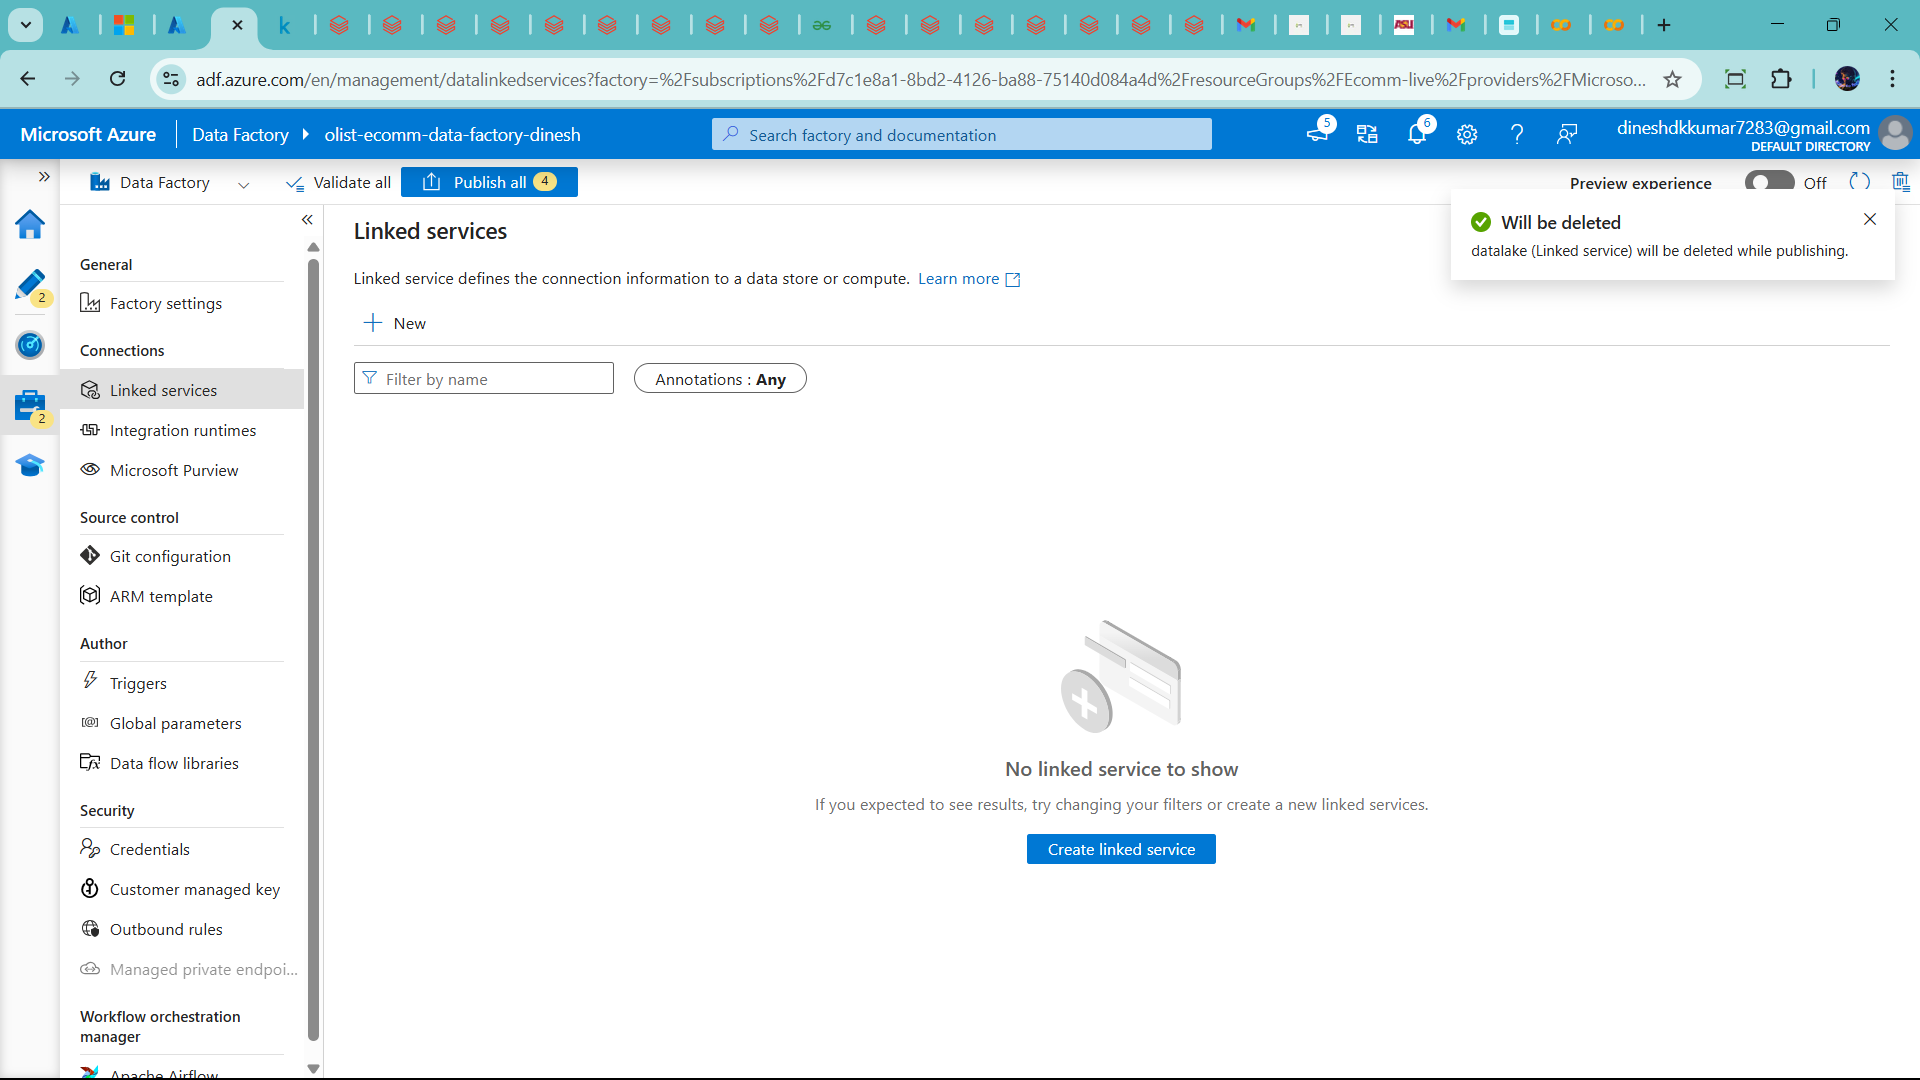 adf.azure.com/en/management/datalinkedservices?factory=%2Fsubscriptions%2Fd7c1e8a1-8bd2-4126-ba88-75140d084a4d%2FresourceGroups%2FEcomm-live%2Fproviders%2FMicroso...
Microsoft Azure
Data Factory
olist-ecomm-data-factory-dinesh
Search factory and documentation
5
6
dineshdkkumar7283@gmail.com
DEFAULT DIRECTORY
Data Factory
Validate all
Publish all 4
Preview experience
Off
Will be deleted
datalake (Linked service) will be deleted while publishing.
2
2
General
Factory settings
Connections
Linked services
Integration runtimes
Microsoft Purview
Source control
Git configuration
ARM template
Author
Triggers
Global parameters
Data flow libraries
Security
Credentials
Customer managed key
Outbound rules
Managed private endpoi...
Workflow orchestration
manager
Apache Airflow
Linked services
Linked service defines the connection information to a data store or compute. Learn more
New
Filter by name
Annotations : Any
No linked service to show
If you expected to see results, try changing your filters or create a new linked services.
Create linked service